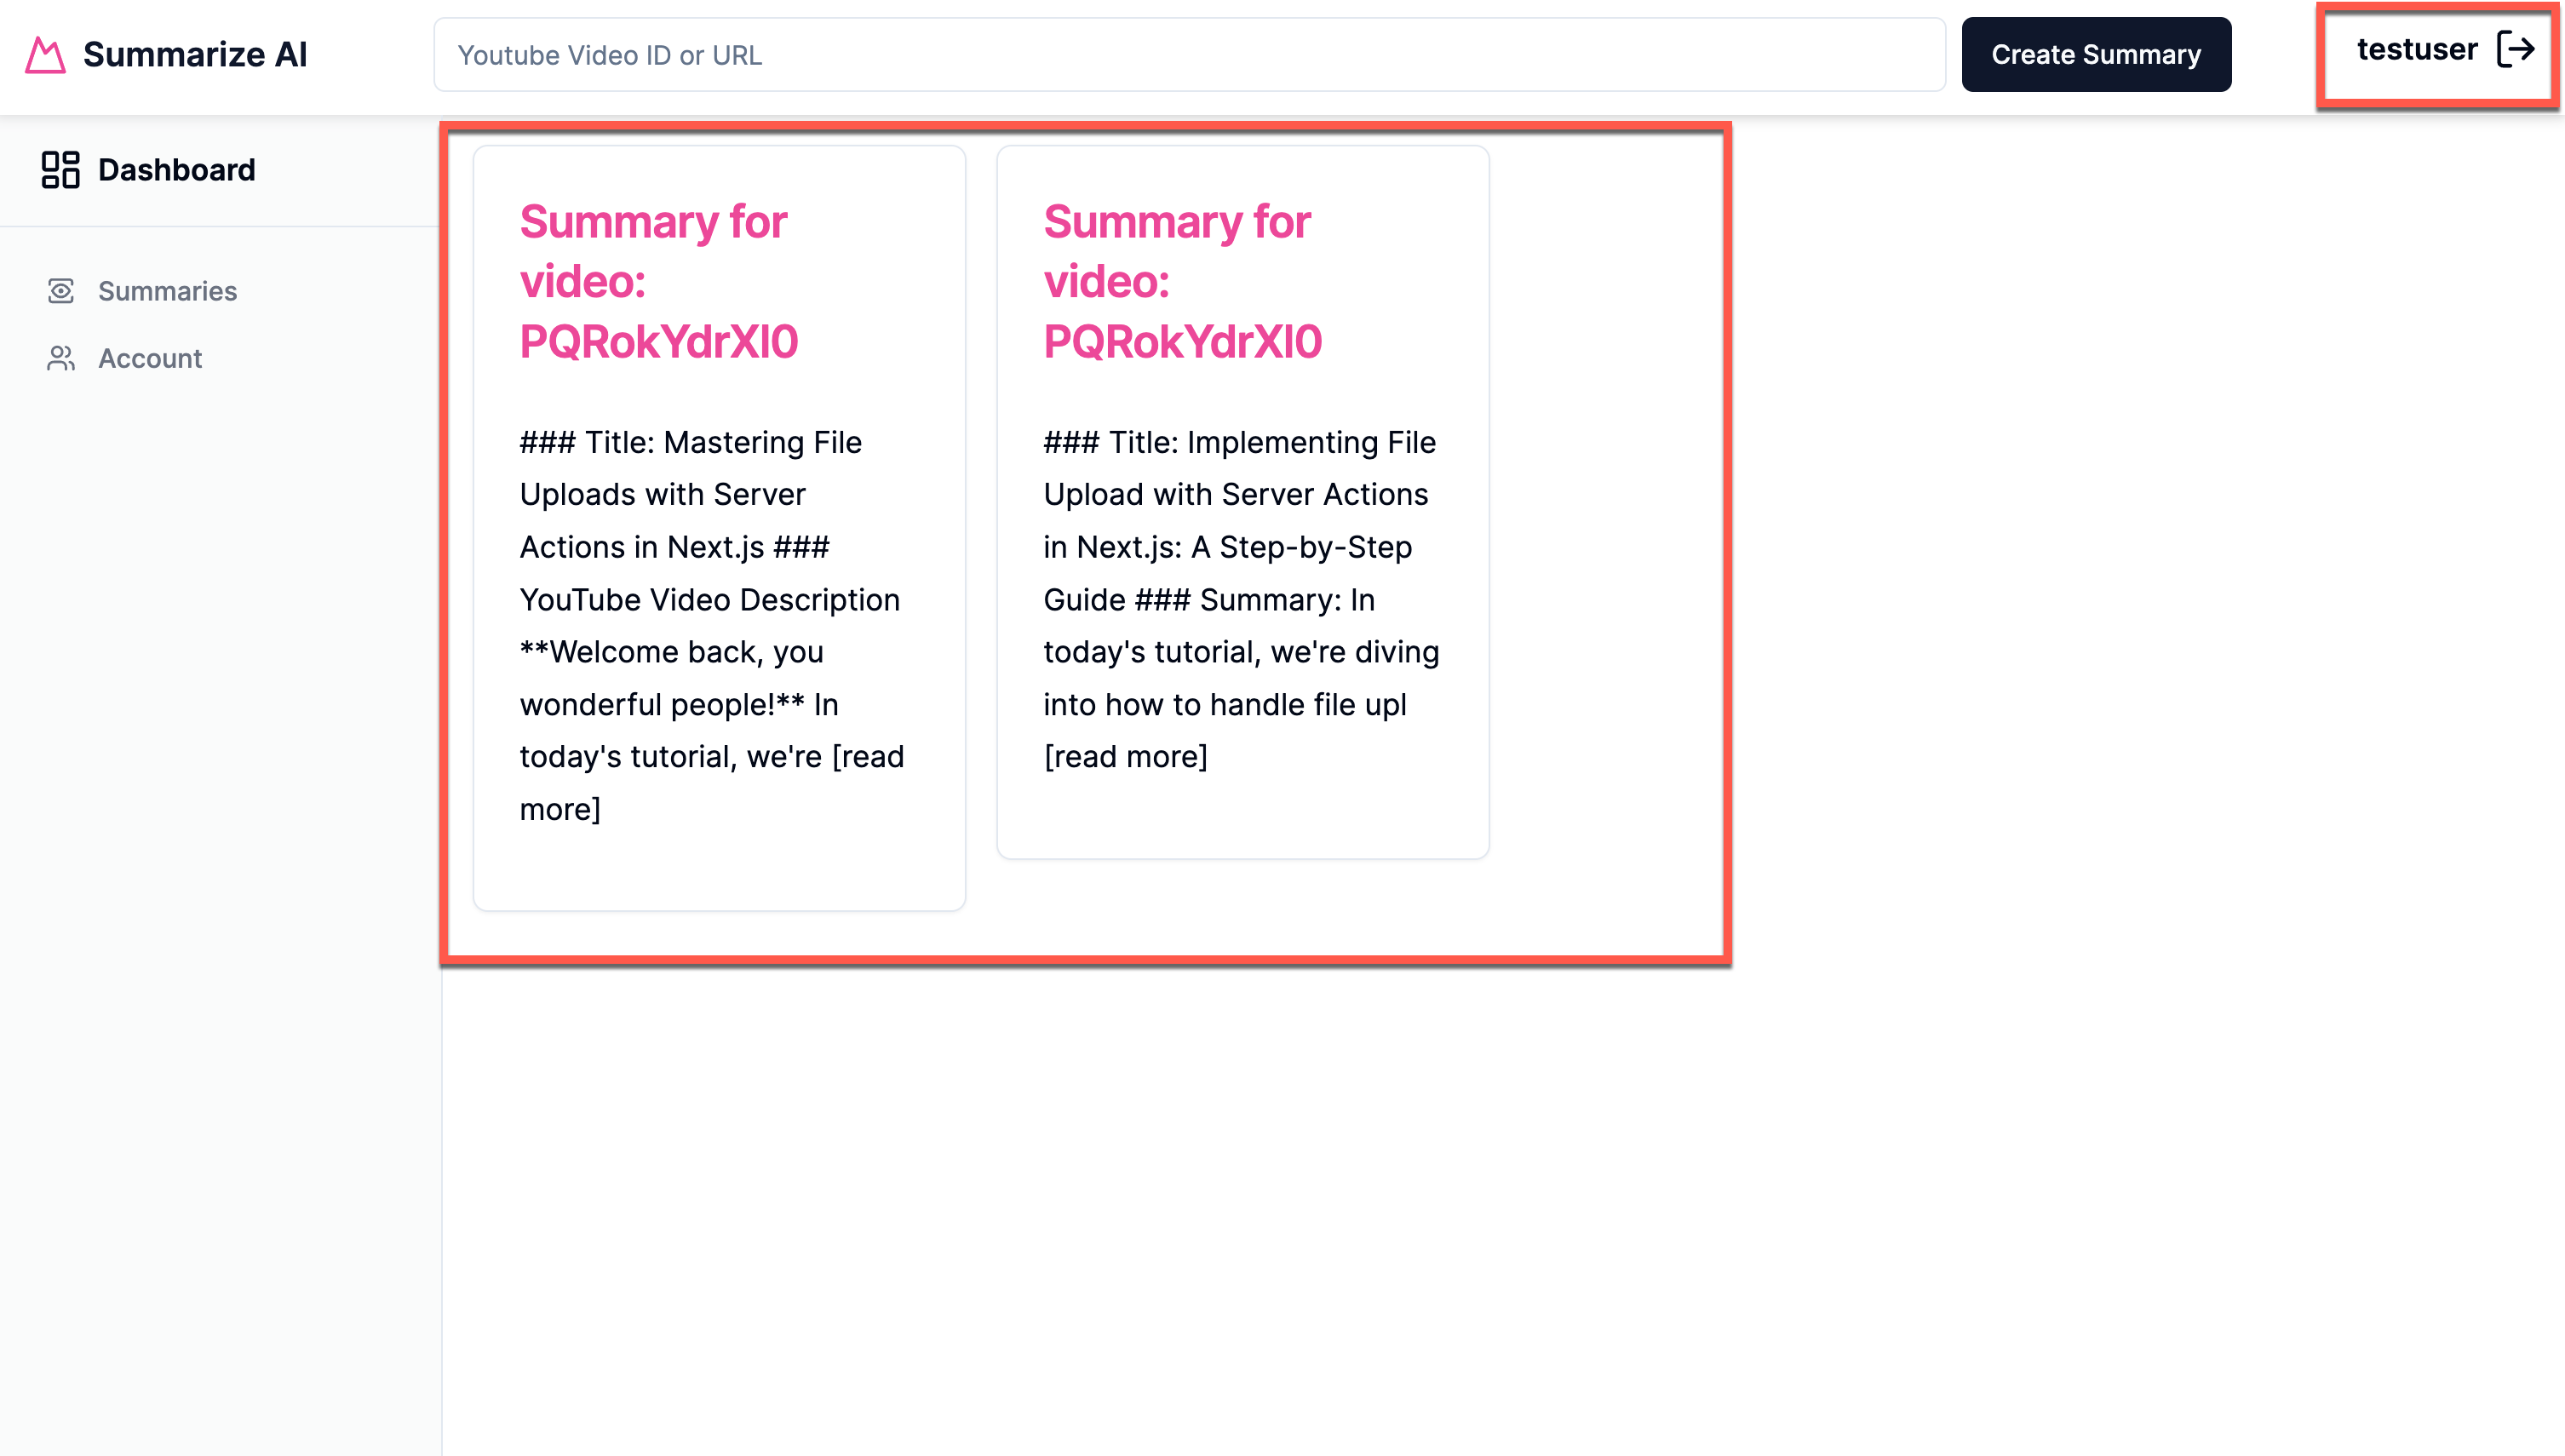 Summarize AI
Youtube Video ID or URL
Create Summary
testuser
Dashboard
Summaries
Account
Summary for
video:
PQRokYdrXl0
### Title: Mastering File
Uploads with Server
Actions in Next.js ###
YouTube Video Description
**Welcome back, you
wonderful people!** In
today's tutorial, we're [read
more]
Summary for
video:
PQRokYdrXl0
### Title: Implementing File
Upload with Server Actions
in Next.js: A Step-by-Step
Guide ### Summary: In
today's tutorial, we're diving
into how to handle file upl
[read more]